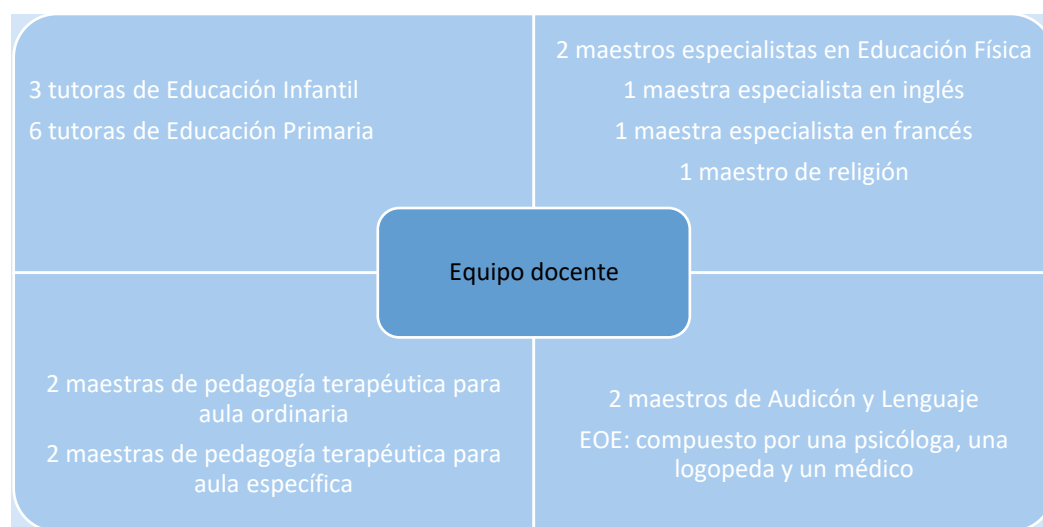 3 tutoras de Educación Infantil
6 tutoras de Educación Primaria
2 maestros especialistas en Educación Física
1 maestra especialista en inglés
1 maestra especialista en francés
1 maestro de religión
Equipo docente
2 maestras de pedagogía terapéutica para
aula ordinaria
2 maestras de pedagogía terapéutica para
aula específica
2 maestros de Audicón y Lenguaje
EOE: compuesto por una psicóloga, una
logopeda y un médico